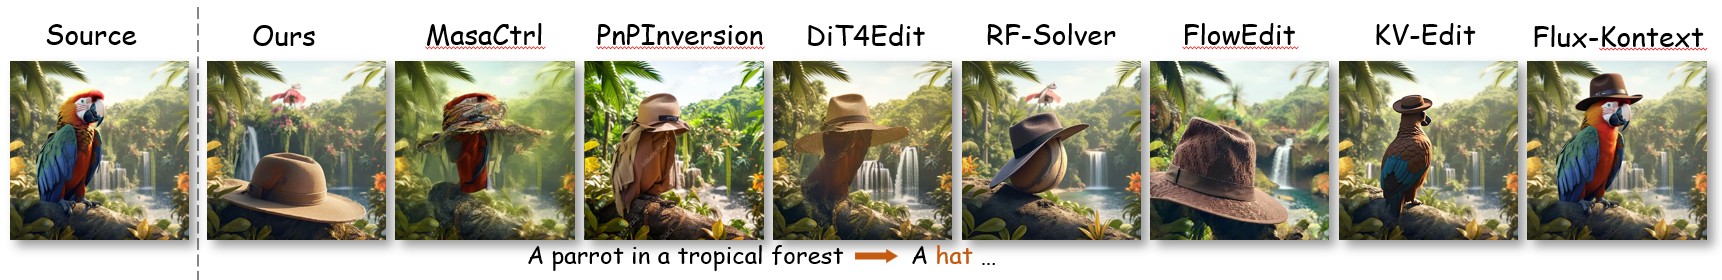 Source Ours MasaCtrl PnPInversion DiT4Edit RF-Solver FlowEdit KV-Edit Flux-Kontext
A parrot in a tropical forest → A hat ...